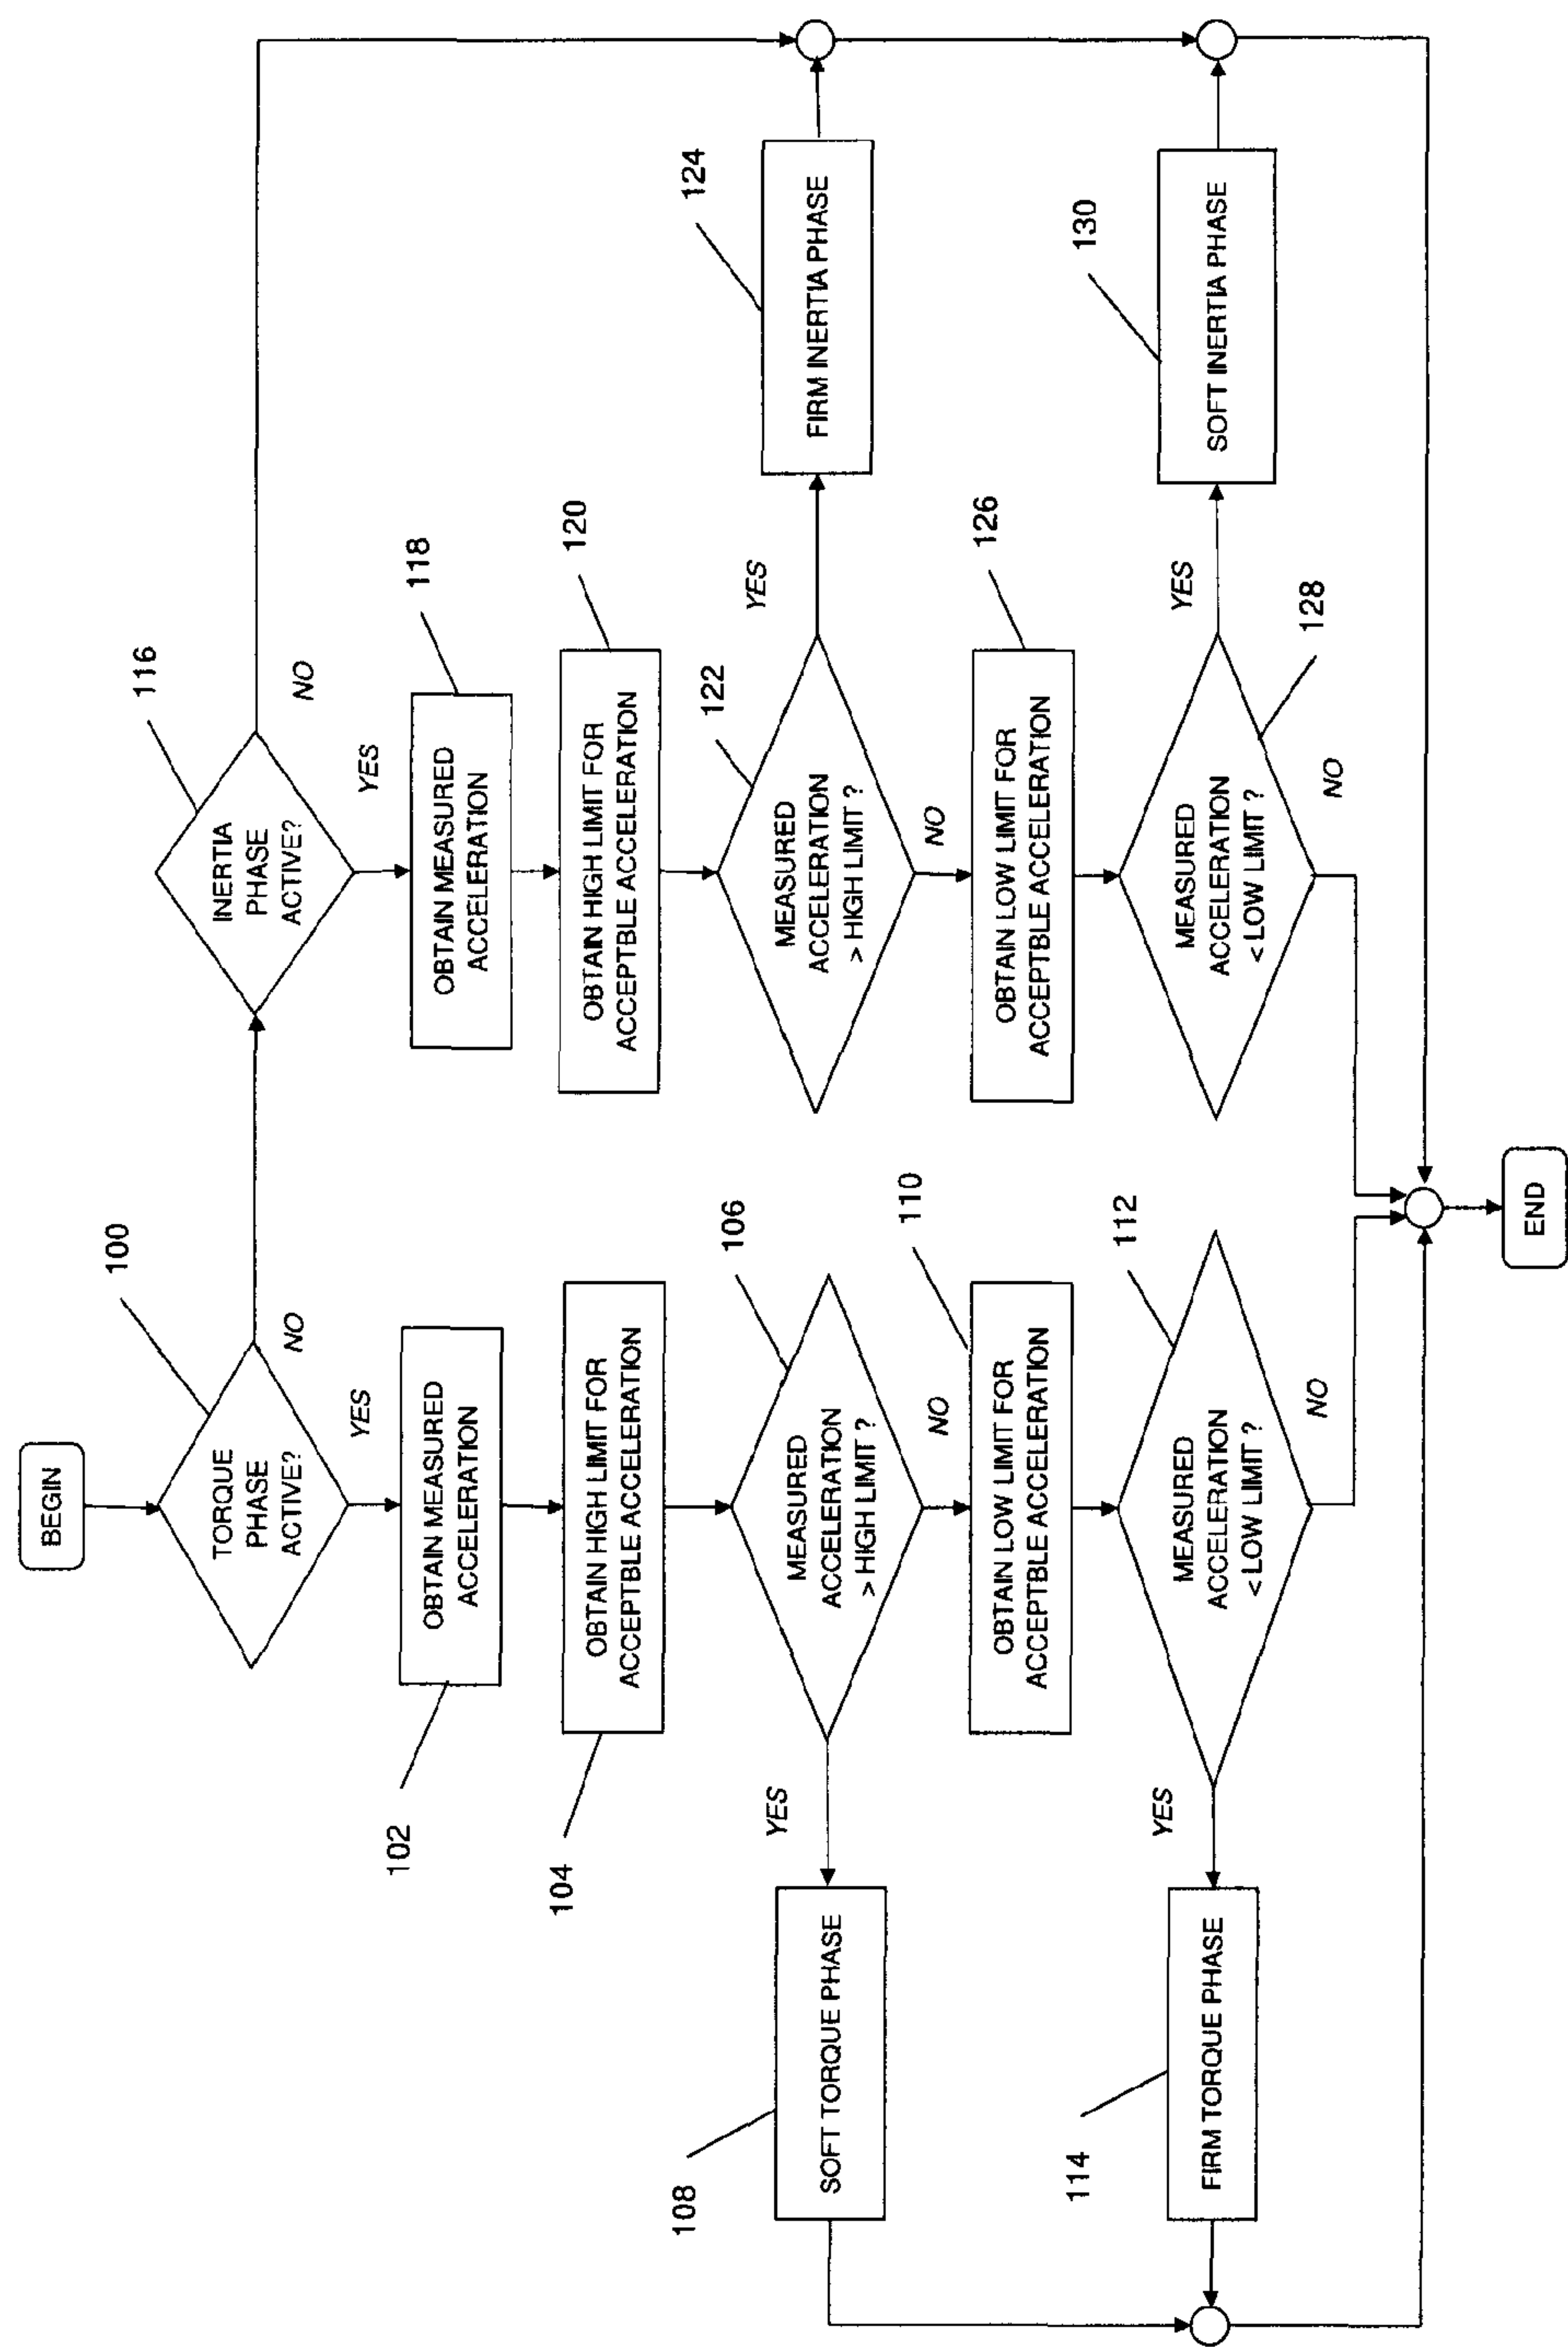 BEGIN
100
TORQUE
PHASE
ACTIVE?
NO
YES
102
OBTAIN MEASURED
ACCELERATION
104
OBTAIN HIGH LIMIT FOR
ACCEPTBLE ACCELERATION
106
MEASURED
ACCELERATION
> HIGH LIMIT ?
YES
NO
108
SOFT TORQUE PHASE
110
OBTAIN LOW LIMIT FOR
ACCEPTBLE ACCELERATION
112
MEASURED
ACCELERATION
< LOW LIMIT ?
YES
NO
114
FIRM TORQUE PHASE
116
INERTIA
PHASE
ACTIVE?
NO
YES
118
OBTAIN MEASURED
ACCELERATION
120
OBTAIN HIGH LIMIT FOR
ACCEPTBLE ACCELERATION
122
MEASURED
ACCELERATION
> HIGH LIMIT ?
YES
NO
124
FIRM INERTIA PHASE
126
OBTAIN LOW LIMIT FOR
ACCEPTBLE ACCELERATION
128
MEASURED
ACCELERATION
< LOW LIMIT ?
YES
NO
130
SOFT INERTIA PHASE
END